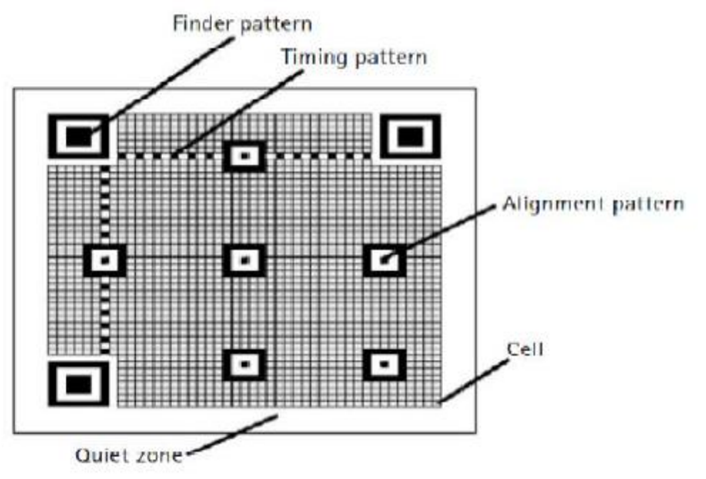 Finder pattern
Timing pattern
Alignment pattern
Cell
Quiet zone